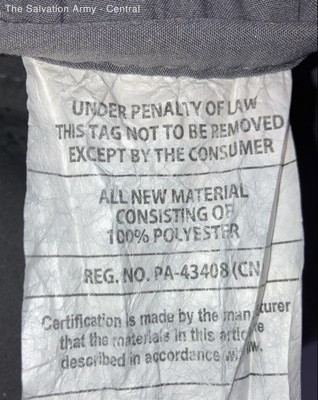 The Salvation Army - Central
UNDER PENALTY OF LAW
THIS TAG NOT TO BE REMOVED
EXCEPT BY THE CONSUMER
ALL NEW MATERIAL
CONSISTING OF
100% POLYESTER
REG. NO. PA-43408(CN
Certification is made by the
that the materials in this
described in accordance